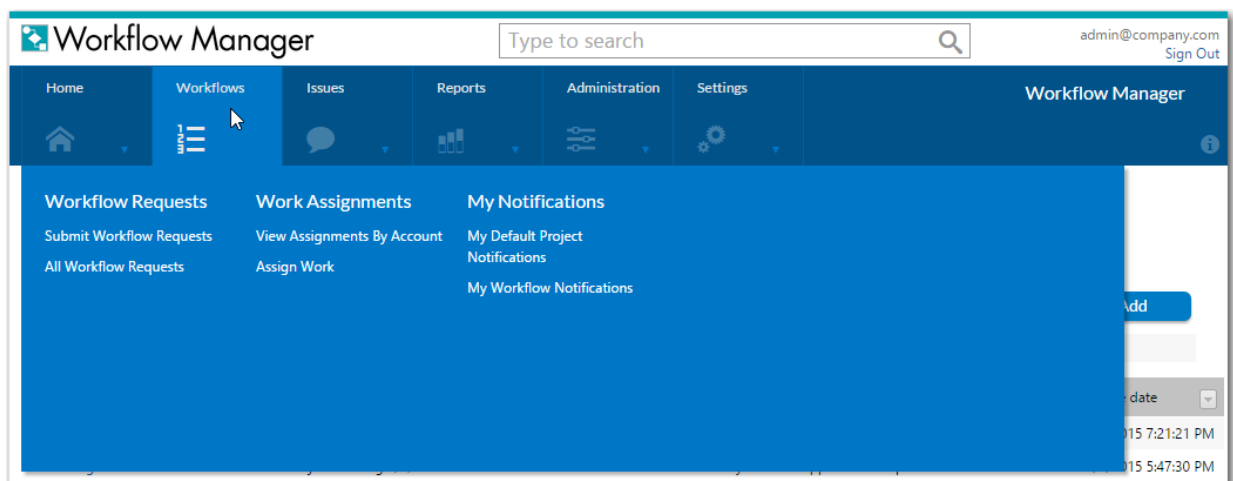 Workflow Manager
Type to search
admin@company.com
Sign Out
Home
Workflows
Issues
Reports
Administration
Settings
Workflow Manager
Workflow Requests
Work Assignments
My Notifications
Submit Workflow Requests
View Assignments By Account
My Default Project
Notifications
All Workflow Requests
Assign Work
My Workflow Notifications
Add
date
015 7:21:21 PM
015 5:47:30 PM